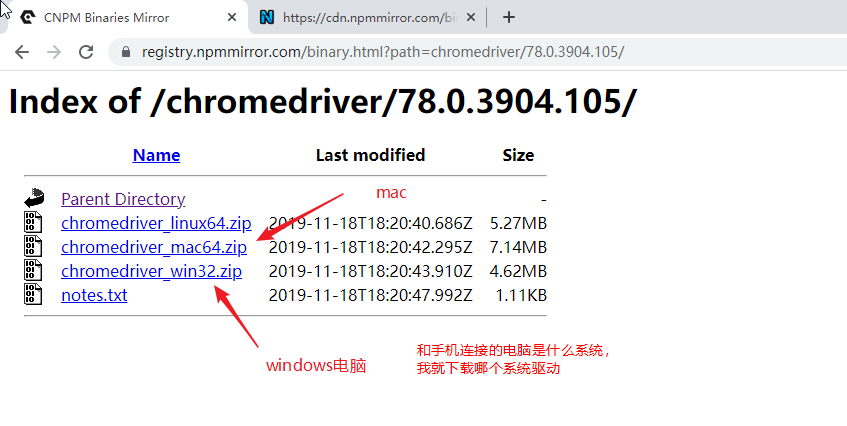 CNPM Binaries Mirror
https://cdn.npmmirror.com/bin
registry.npmmirror.com/binary.html?path=chromedriver/78.0.3904.105/
Index of /chromedriver/78.0.3904.105/
Name Last modified Size
Parent Directory -
mac
chromedriver_linux64.zip 2019-11-18T18:20:40.686Z 5.27MB
chromedriver_mac64.zip 2019-11-18T18:20:42.295Z 7.14MB
chromedriver_win32.zip 2019-11-18T18:20:43.910Z 4.62MB
notes.txt 2019-11-18T18:20:47.992Z 1.11KB
windows电脑
和手机连接的电脑是什么系统，
我就下载哪个系统驱动